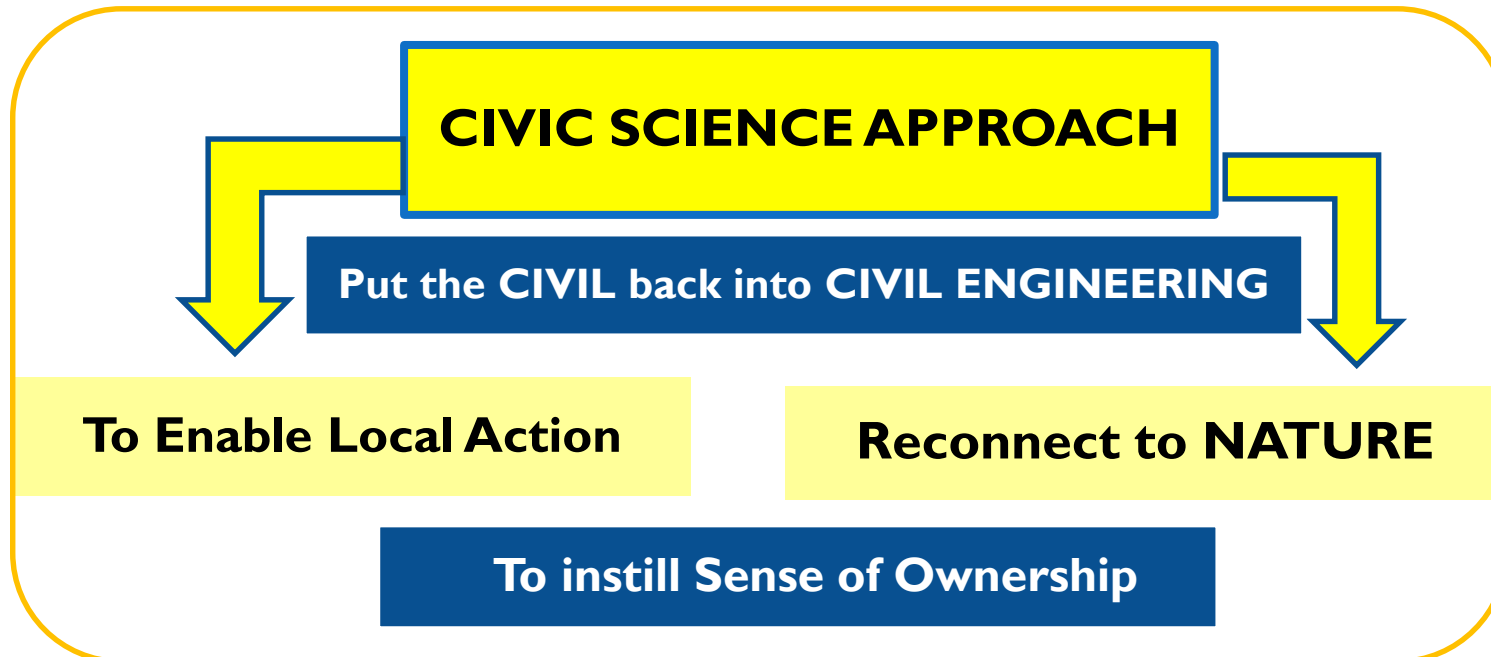 CIVIC SCIENCE APPROACH
Put the CIVIL back into CIVIL ENGINEERING
To Enable Local Action
Reconnect to NATURE
To instill Sense of Ownership